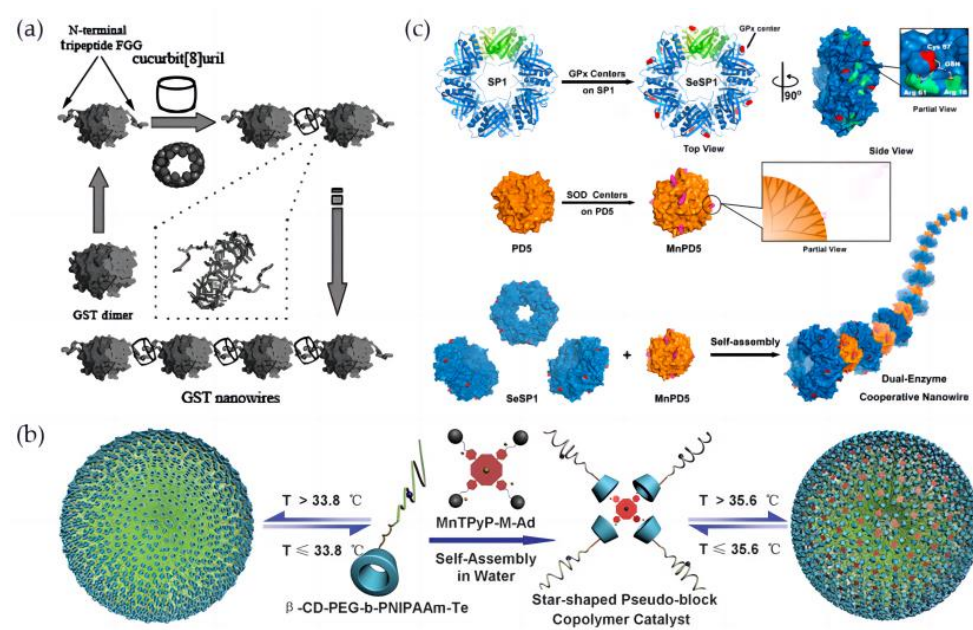 (a)
N-terminal
tripeptide FGG
cucurbit[8]uril
GST dimer
GST nanowires
(c)
GPx center
SP1
GPx Centers
on SP1
SeSP1
90°
Top View
Side View
Cys 67
GSH
Arg 61
Partial View
SOD Centers
on PD5
PD5
MnPD5
Partial View
SeSP1
+
MnPD5
Self-assembly
Dual-Enzyme
Cooperative Nanowire
(b)
T > 33.8 ℃
T ⩽ 33.8 ℃
β-CD-PEG-b-PNIPAAm-Te
MnTPyP-M-Ad
Self-Assembly
in Water
Star-shaped Pseudo-block
Copolymer Catalyst
T > 35.6 ℃
T ⩽ 35.6 ℃